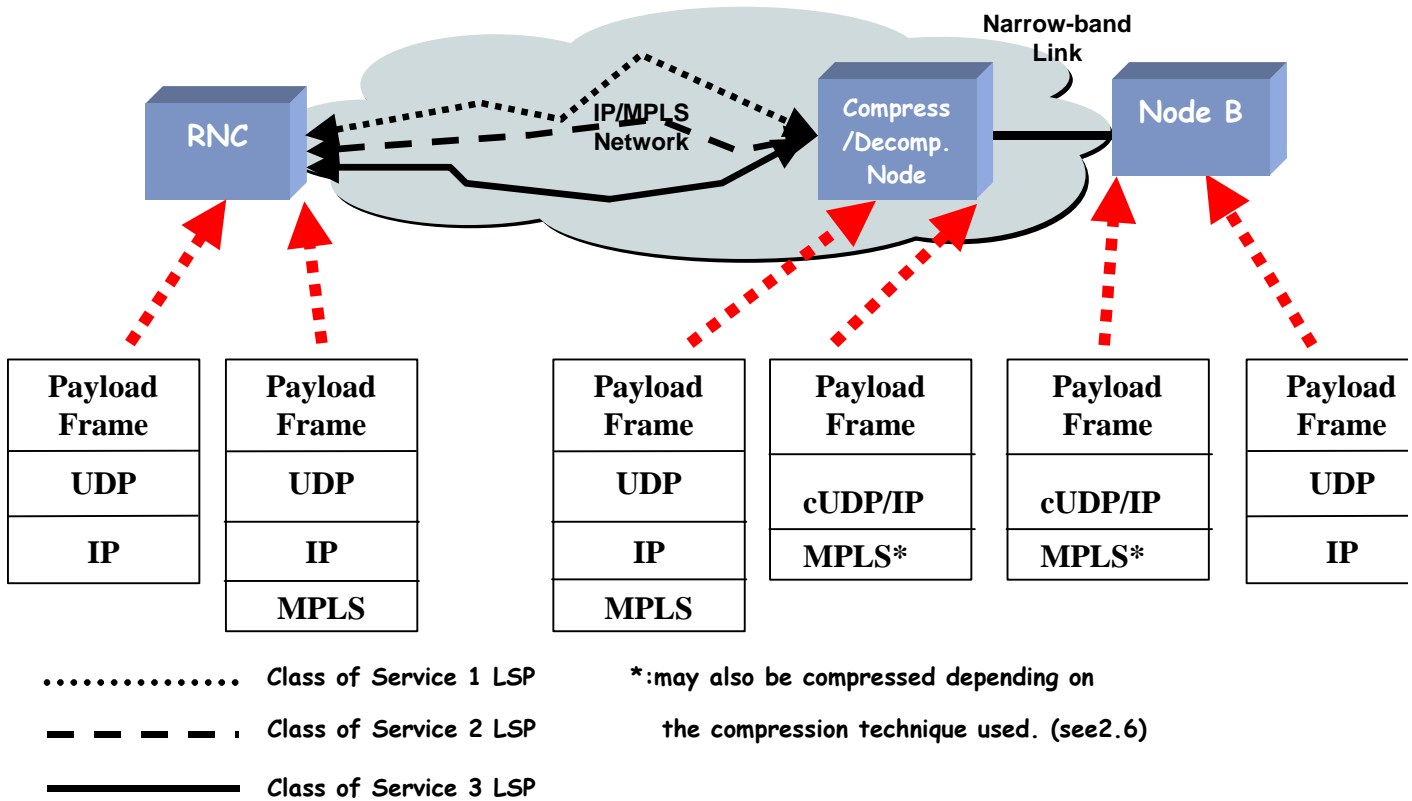 Narrow-band
Link
RNC
IP/MPLS
Network
Compress
/Decomp.
Node
Node B
Payload
Frame
UDP
IP
Payload
Frame
UDP
IP
MPLS
Payload
Frame
UDP
IP
MPLS
Payload
Frame
cUDP/IP
MPLS*
Payload
Frame
cUDP/IP
MPLS*
Payload
Frame
UDP
IP
Class of Service 1 LSP
Class of Service 2 LSP
Class of Service 3 LSP
*:may also be compressed depending on
the compression technique used. (see2.6)